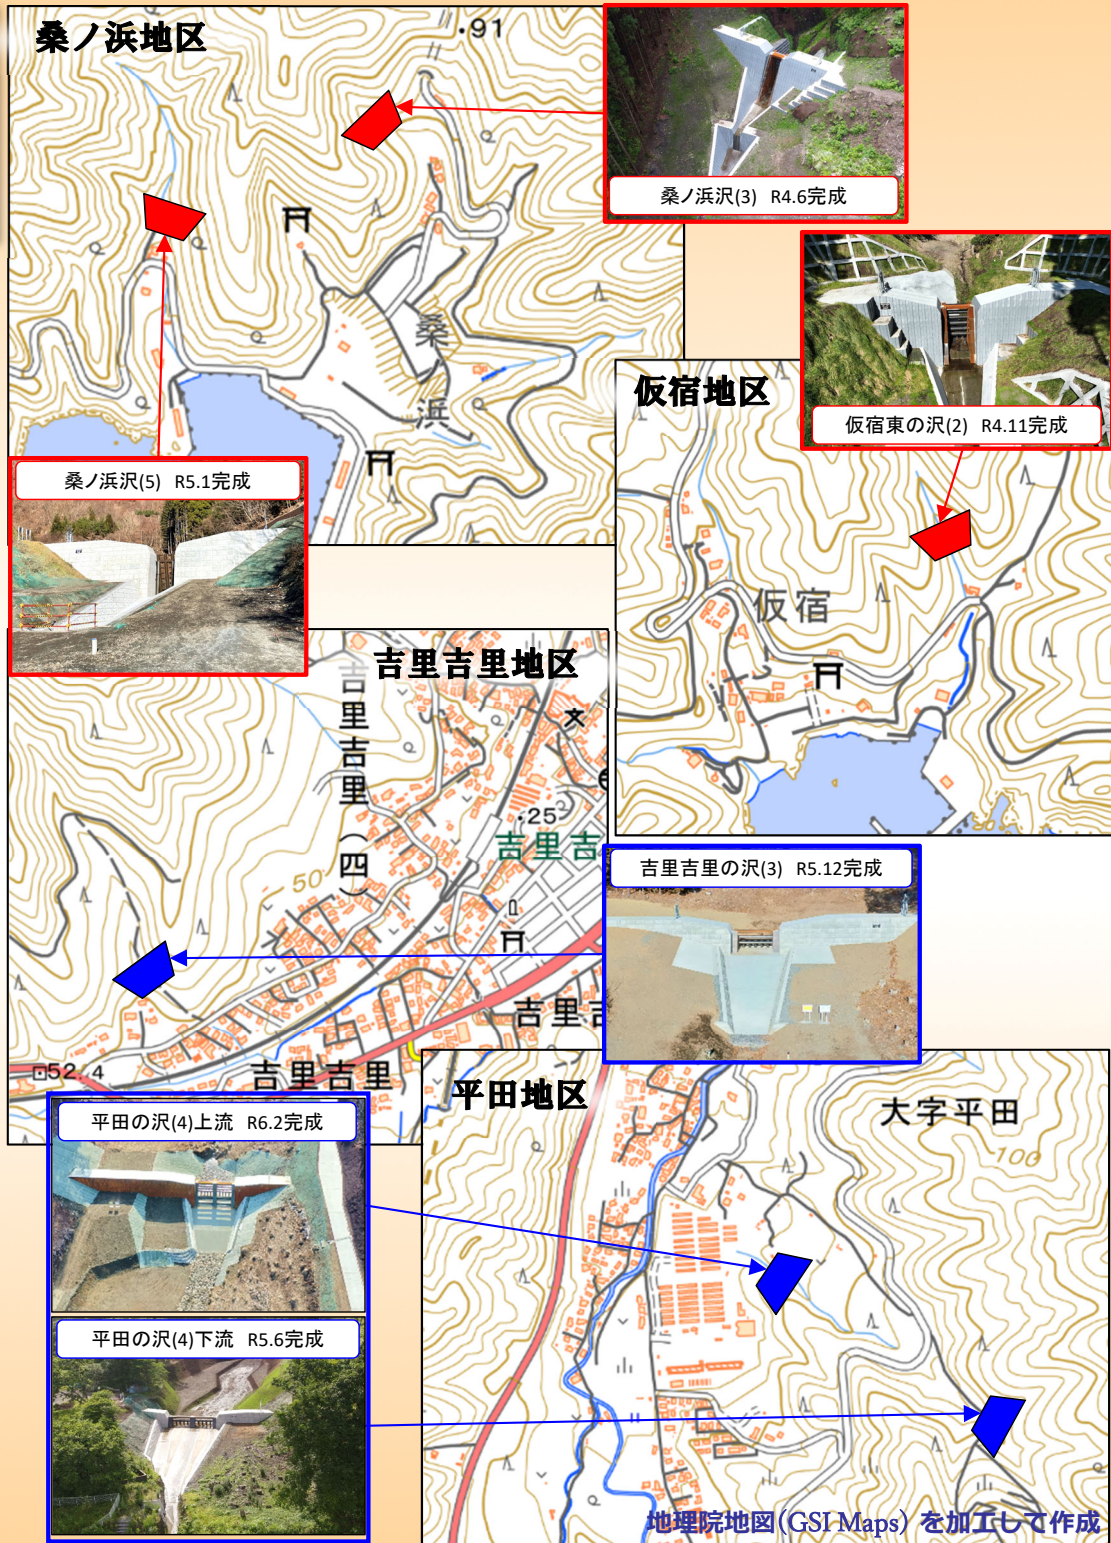 桑ノ浜地区
・91
桑ノ浜沢(3) R4.6完成
桑ノ浜
仮宿東の沢(2) R4.11完成
仮宿地区
桑ノ浜沢(5) R5.1完成
仮宿
吉里吉里地区
吉里吉里(四)
文
・25
吉里吉
50
吉里吉里の沢(3) R5.12完成
吉里吉
52.4
吉里吉里
平田地区
大字平田
100
平田の沢(4)上流 R6.2完成
平田の沢(4)下流 R5.6完成
地理院地図(GSI Maps) を加工して作成